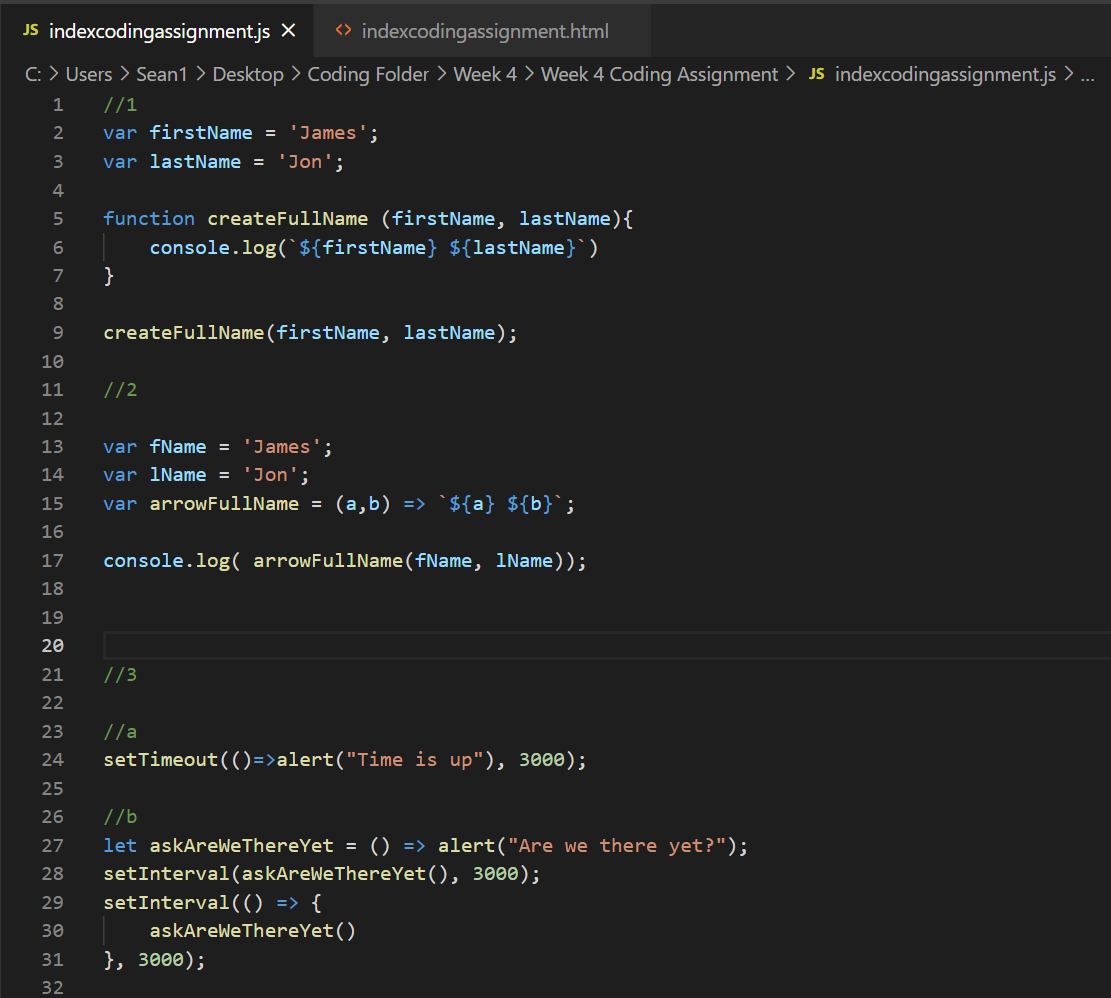 JS indexcodingassignment.js × <> indexcodingassignment.html
C: > Users > Sean1 > Desktop > Coding Folder > Week 4 > Week 4 Coding Assignment > JS indexcodingassignment.js > ...
1 //1
2 var firstName = 'James';
3 var lastName = 'Jon';
4
5 function createFullName (firstName, lastName){
6     console.log(`${firstName} ${lastName}`)
7 }
8
9 createFullName(firstName, lastName);
10
11 //2
12
13 var fName = 'James';
14 var lName = 'Jon';
15 var arrowFullName = (a,b) => `${a} ${b}`;
16
17 console.log( arrowFullName(fName, lName));
18
19
20
21 //3
22
23 //a
24 setTimeout(()=>alert("Time is up"), 3000);
25
26 //b
27 let askAreWeThereYet = () => alert("Are we there yet?");
28 setInterval(askAreWeThereYet(), 3000);
29 setInterval(() => {
30     askAreWeThereYet()
31 }, 3000);
32